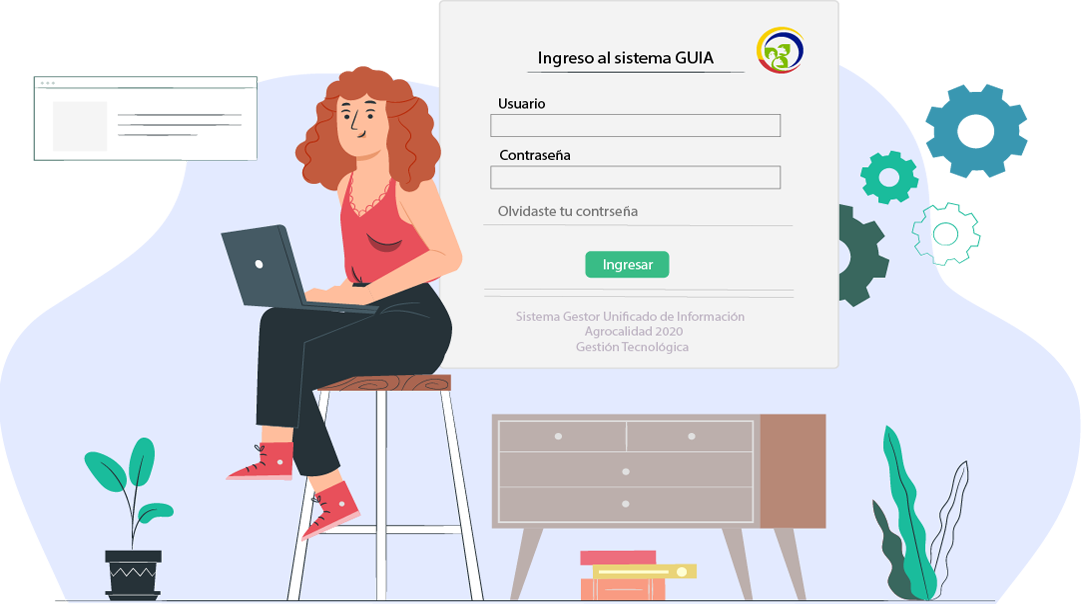 Ingreso al sistema GUIA
Usuario
Contraseña
Olvidaste tu contrseña
Ingresar
Sistema Gestor Unificado de Información
Agrocalidad 2020
Gestión Tecnológica